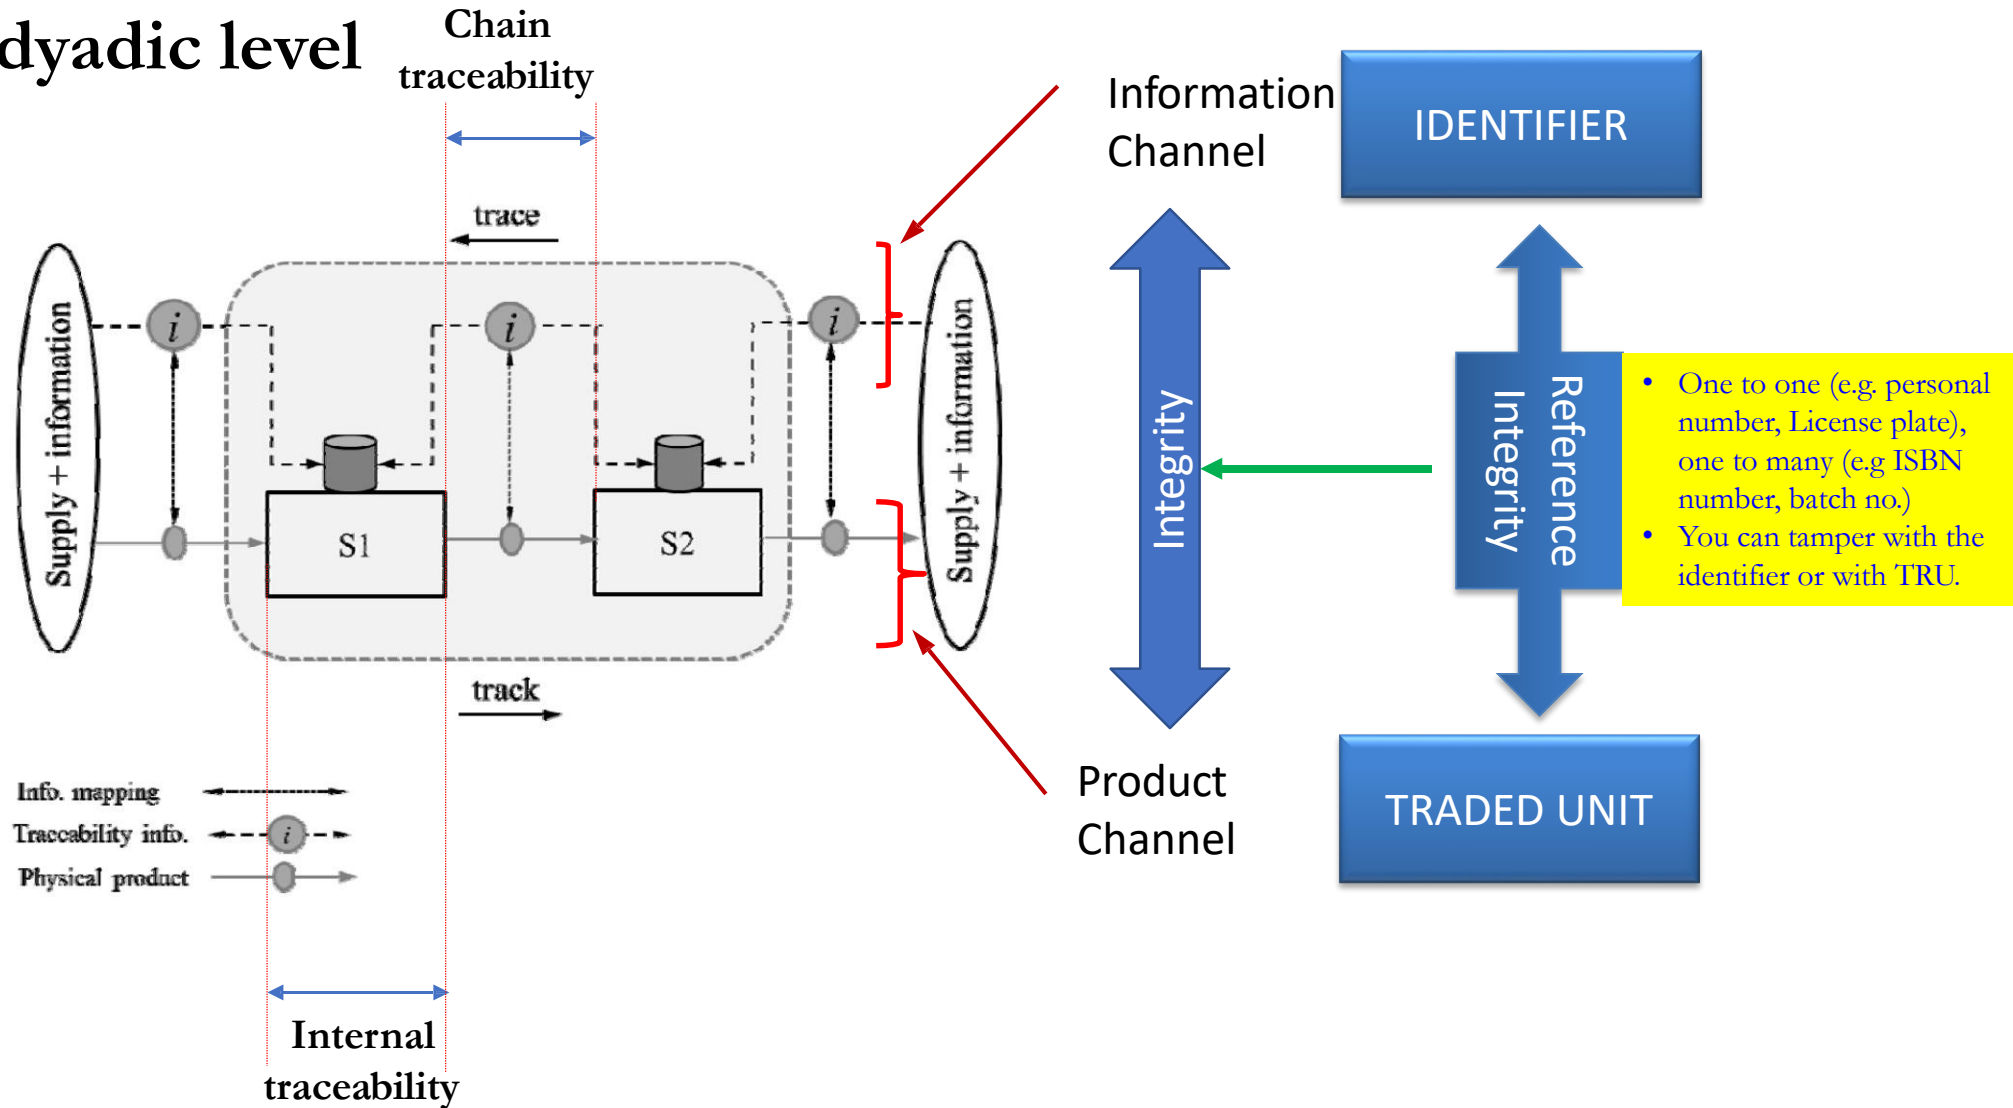 dyadic level
Chain
traceability
trace
Supply + information
i
i
i
Supply + information
S1
S2
track
Info. mapping
Traceability info.
i
Physical product
Internal
traceability
Information
Channel
Integrity
Product
Channel
IDENTIFIER
Reference
Integrity
TRADED UNIT
• One to one (e.g. personal
number, License plate),
one to many (e.g ISBN
number, batch no.)
• You can tamper with the
identifier or with TRU.